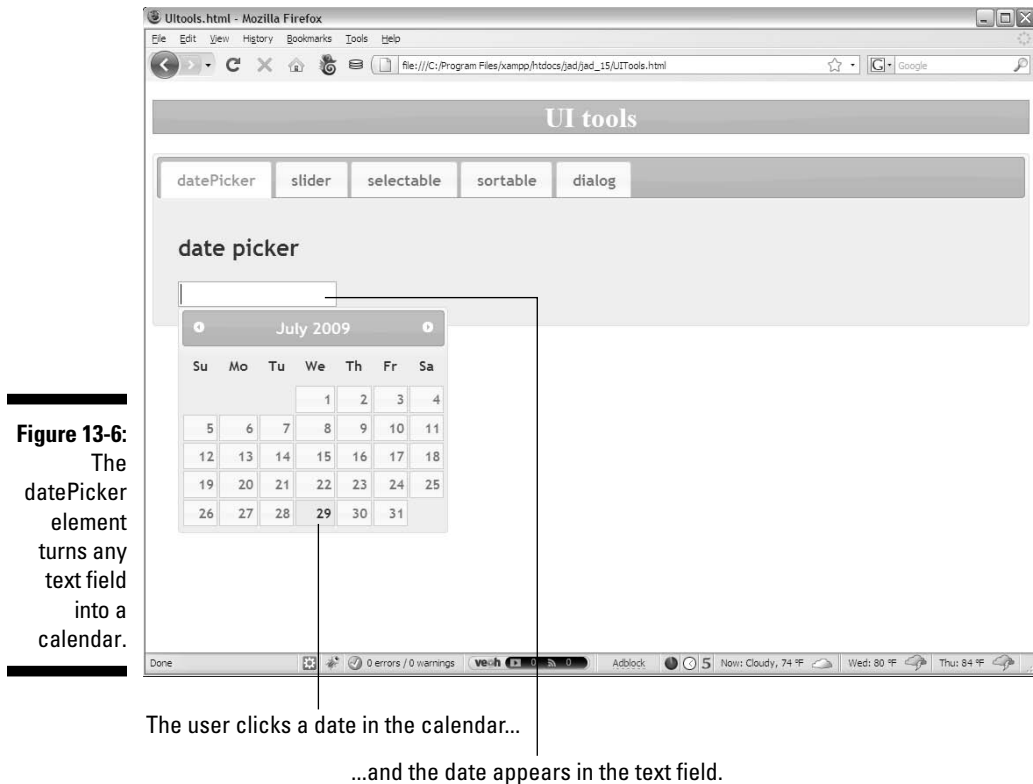 UItools.html - Mozilla Firefox
File Edit View History Bookmarks Tools Help
file:///C:/Program Files/xampp/htdocs/jad/jad_15/UITools.html
G Google
UI tools
datePicker slider selectable sortable dialog
date picker
July 2009
Su Mo Tu We Th Fr Sa
1 2 3 4
5 6 7 8 9 10 11
12 13 14 15 16 17 18
19 20 21 22 23 24 25
26 27 28 29 30 31
Figure 13-6:
The
datePicker
element
turns any
text field
into a
calendar.
Done 0 errors / 0 warnings veoh 0 0 Adblock 5 Now: Cloudy, 74 °F Wed: 80 °F Thu: 84 °F
The user clicks a date in the calendar...
...and the date appears in the text field.